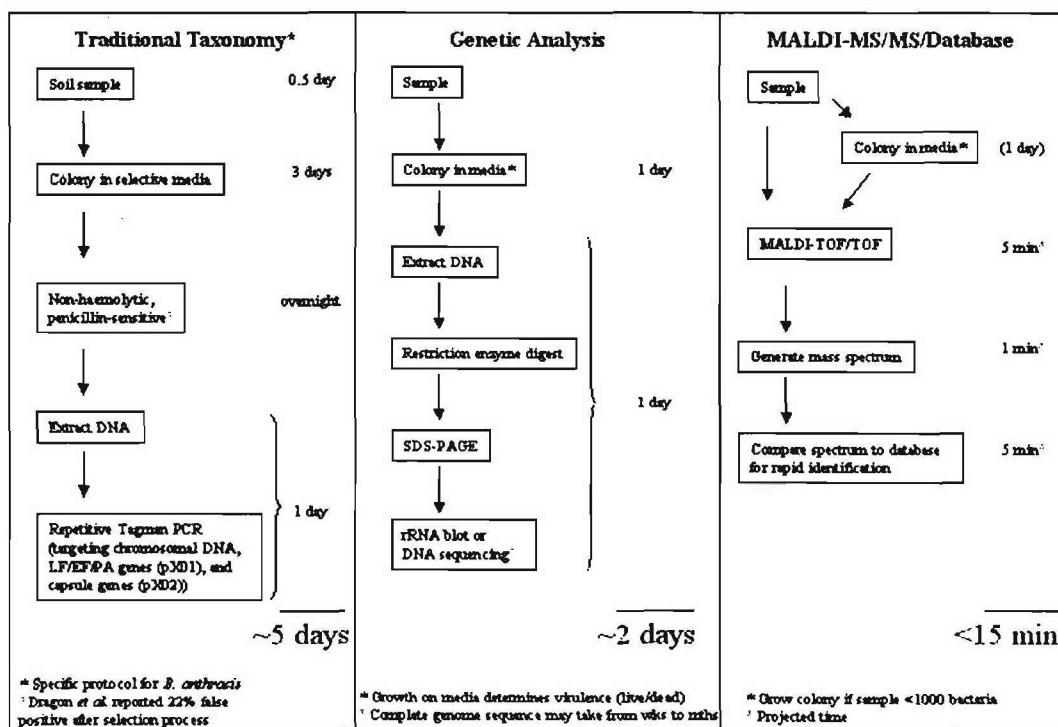 Traditional Taxonomy*
Soil sample
0.5 day
Colony in selective media
3 days
Non-haemolytic,
penicillin-sensitive
overnight
Extract DNA
Repetitive Taqman PCR
(targeting chromosomal DNA,
LF/EF/PA genes (pX01), and
capsule genes (pX02))
1 day
~5 days
* Specific protocol for B. anthracis
Dragon et al reported 22% false
positive after selection process
Genetic Analysis
Sample
Colony in media*
1 day
Extract DNA
Restriction enzyme digest
SDS-PAGE
rRNA blot or
DNA sequencing
1 day
~2 days
* Growth on media determines virulence (live/dead)
Complete genome sequence may take from wks to mths
MALDI-MS/MS/Database
Sample
Colony in media*
(1 day)
MALDI-TOF/TOF
5 min
Generate mass spectrum
1 min
Compare spectrum to database
for rapid identification
5 min
<15 min
* Grow colony if sample <1000 bacteria
Projected time